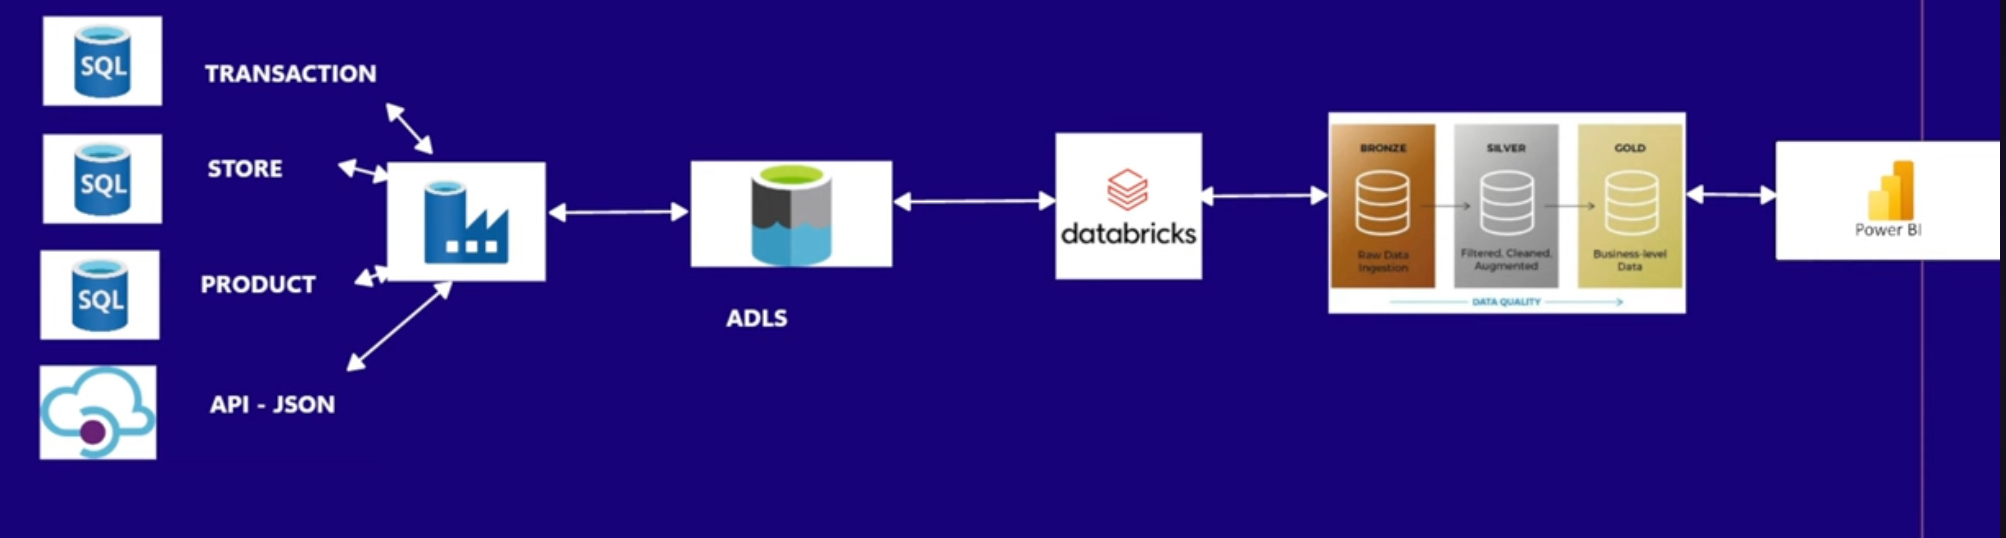 SQL
TRANSACTION
SQL
STORE
SQL
PRODUCT
API - JSON
ADLS
databricks
BRONZE
SILVER
GOLD
Raw Data
Ingestion
Filtered, Cleaned,
Augmented
Business-level
Data
DATA QUALITY
Power BI